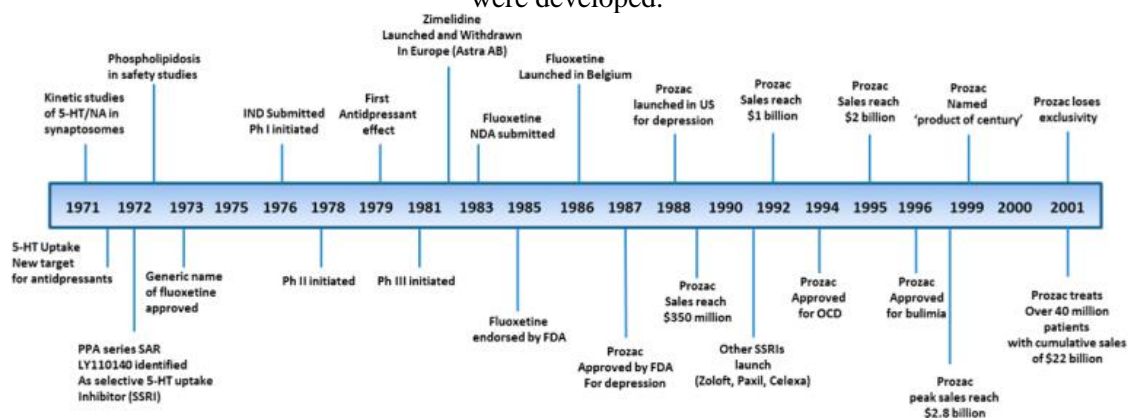 were developed.
Zimelidine
Launched and Withdrawn
In Europe (Astra AB)
Phospholipidosis
in safety studies
Fluoxetine
Launched in Belgium
Kinetic studies
of 5-HT/NA in
synaptosomes
IND Submitted
Ph I initiated
First
Antidpressant
effect
Fluoxetine
NDA submitted
Prozac
launched in US
for depression
Prozac
Sales reach
$1 billion
Prozac
Sales reach
$2 billion
Prozac
Named
'product of century'
Prozac loses
exclusivity
1971 1972 1973 1975 1976 1978 1979 1981 1983 1985 1986 1987 1988 1990 1992 1994 1995 1996 1999 2000 2001
5-HT Uptake
New target
for antidpressants
Generic name
of fluoxetine
approved
Ph II initiated
Ph III initiated
Prozac
Sales reach
$350 million
Prozac
Approved
for OCD
Prozac
Approved
for bulimia
Prozac treats
Over 40 million
patients
with cumulative sales
of $22 billion
Fluoxetine
endorsed by FDA
PPA series SAR
LY110140 identified
As selective 5-HT uptake
Inhibitor (SSRI)
Prozac
Approved by FDA
For depression
Other SSRIs
launch
(Zoloft, Paxil, Celexa)
Prozac
peak sales reach
$2.8 billion